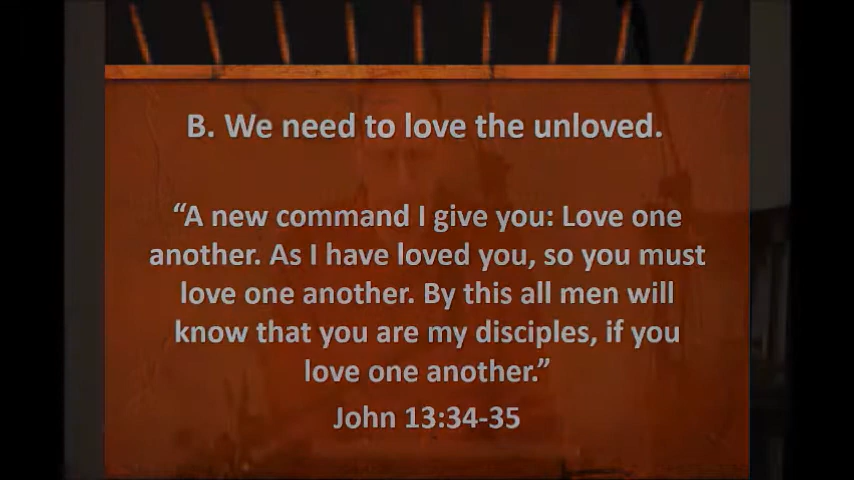 B. We need to love the unloved.
“A new command I give you: Love one
another. As I have loved you, so you must
love one another. By this all men will
know that you are my disciples, if you
love one another.”
John 13:34-35